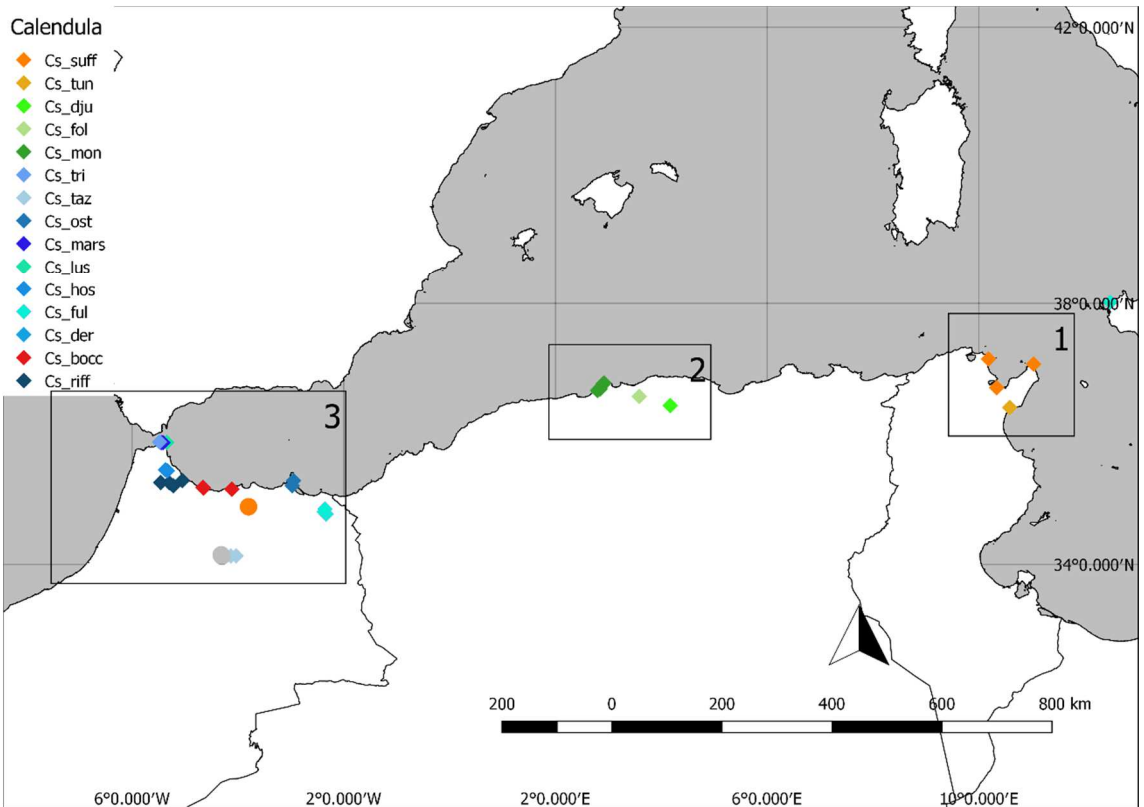 Calendula
Cs_suff
Cs_tun
Cs_dju
Cs_fol
Cs_mon
Cs_tri
Cs_taz
Cs_ost
Cs_mars
Cs_lus
Cs_hos
Cs_ful
Cs_der
Cs_bocc
Cs_riff
42°0.000′N
38°0.000′N
1
2
3
34°0.000′N
200 0 200 400 600 800 km
6°0.000′W 2°0.000′W 2°0.000′E 6°0.000′E 10°0.000′E